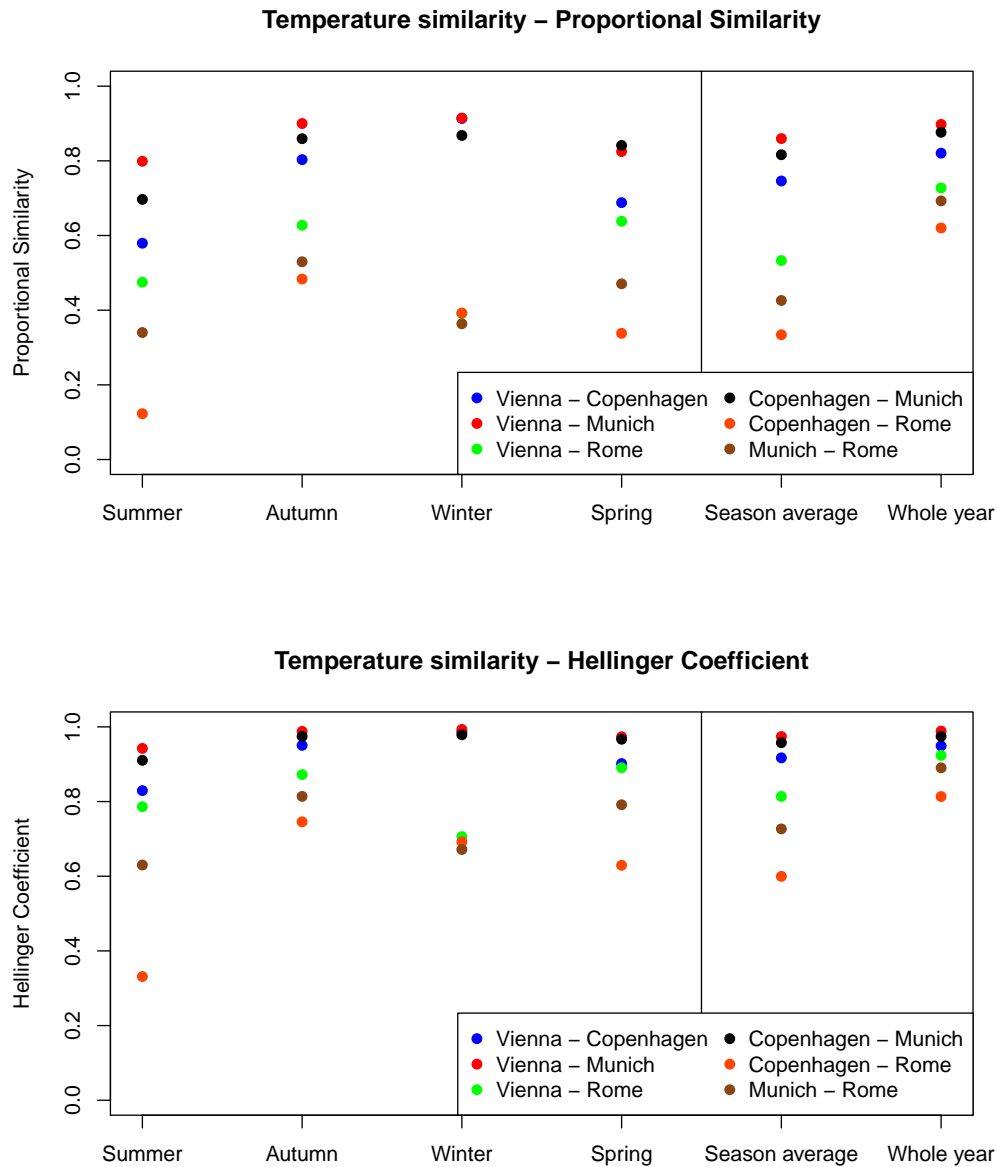 Temperature similarity – Proportional Similarity
Proportional Similarity
1.0
0.8
0.6
0.4
0.2
0.0
Vienna – Copenhagen
Vienna – Munich
Vienna – Rome
Copenhagen – Munich
Copenhagen – Rome
Munich – Rome
Summer Autumn Winter Spring Season average Whole year
Temperature similarity – Hellinger Coefficient
Hellinger Coefficient
1.0
0.8
0.6
0.4
0.2
0.0
Vienna – Copenhagen
Vienna – Munich
Vienna – Rome
Copenhagen – Munich
Copenhagen – Rome
Munich – Rome
Summer Autumn Winter Spring Season average Whole year